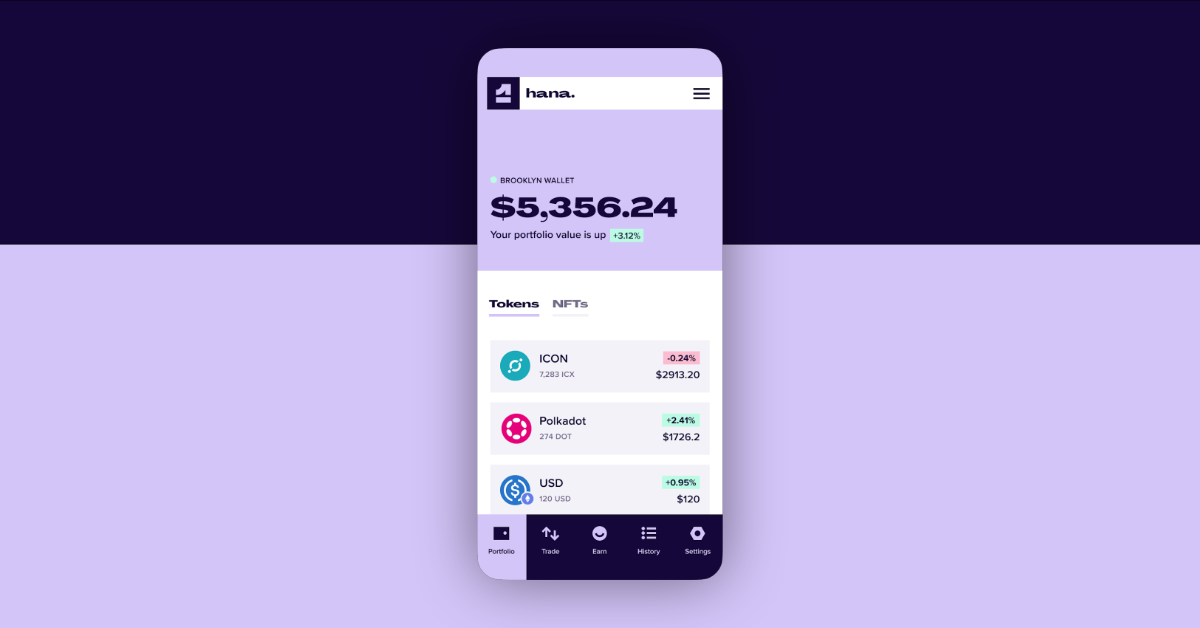 hana.
BROOKLYN WALLET
$5,356.24
Your portfolio value is up +3.12%
Tokens NFTs
ICON -0.24%
7,283 ICX $2913.20
Polkadot +2.41%
274 DOT $1726.2
USD +0.95%
120 USD $120
Portfolio Trade Earn History Settings